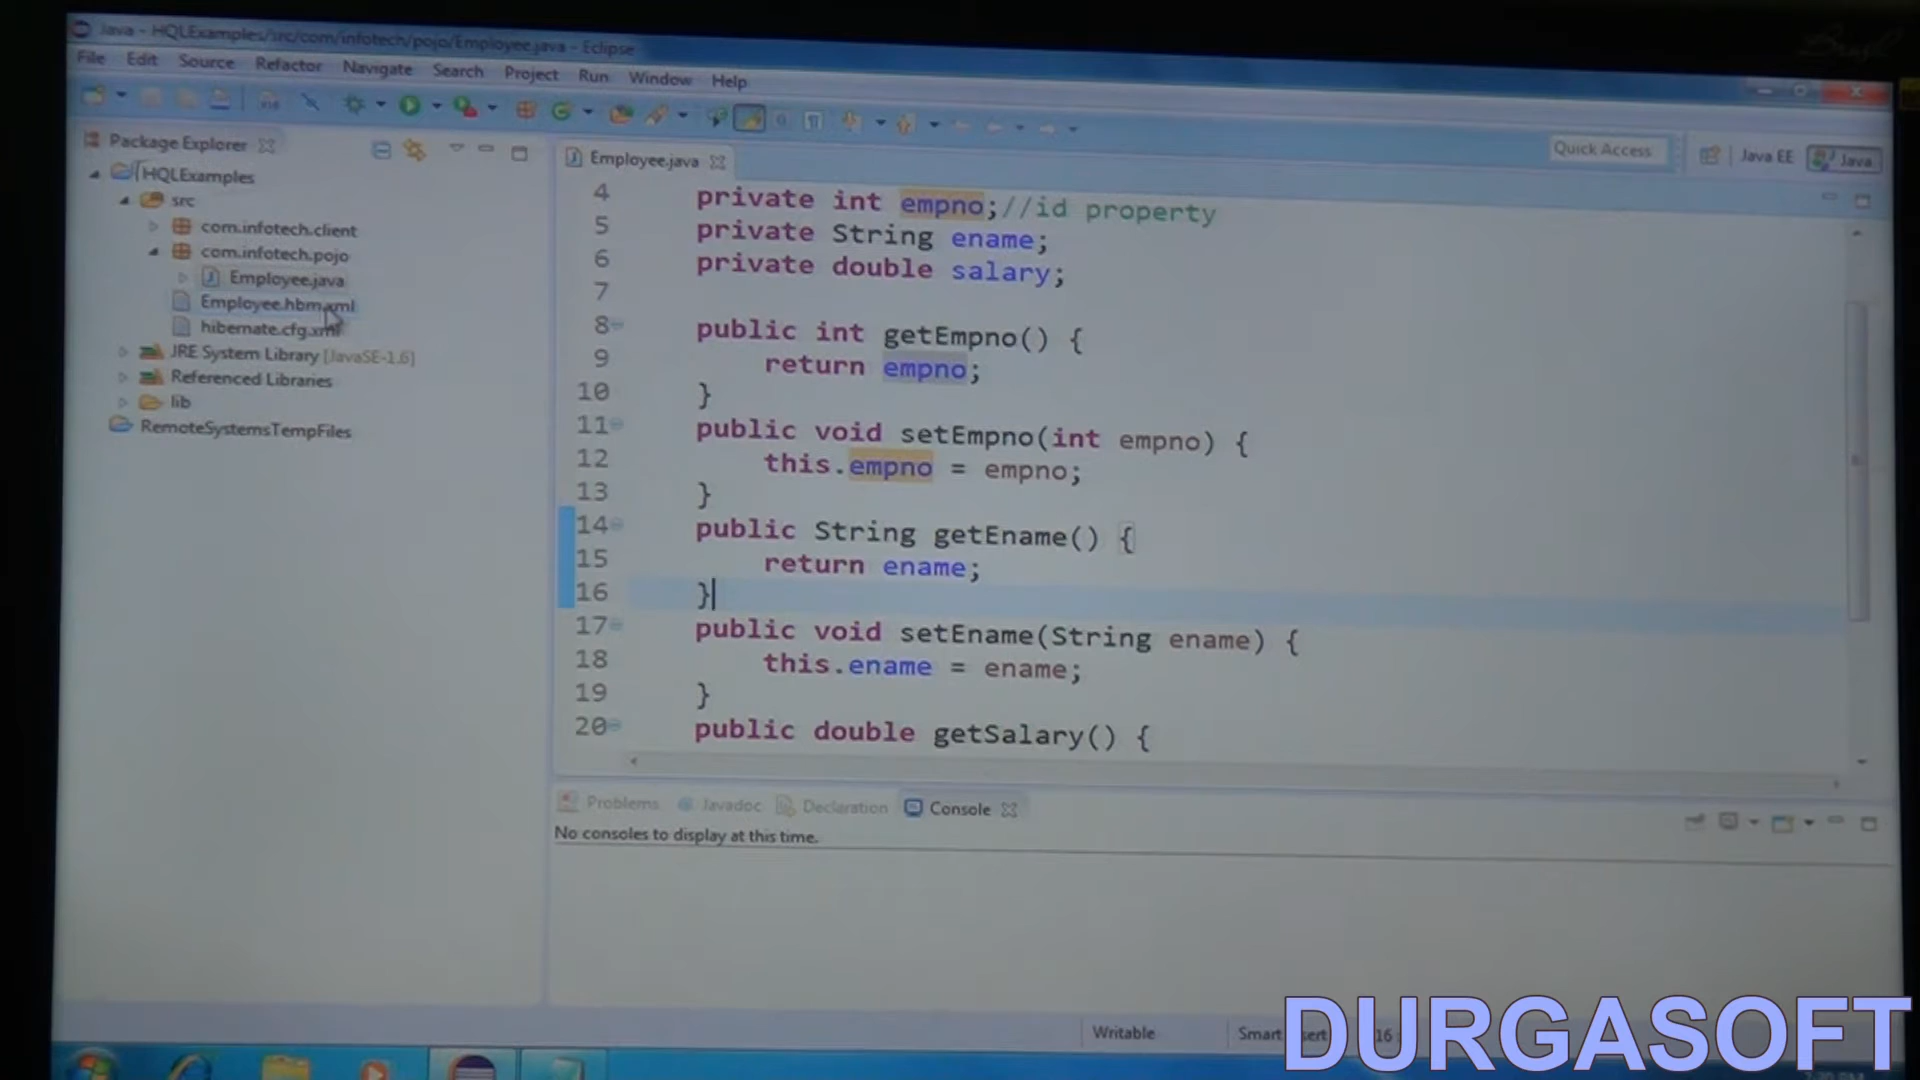 Java - HQLExamples/src/com/infotech/pojo/Employee.java - Eclipse
File Edit Source Refactor Navigate Search Project Run Window Help
Quick Access
Java EE
Java
Package Explorer
HQLExamples
src
com.infotech.client
com.infotech.pojo
Employee.java
Employee.hbm.xml
hibernate.cfg.xml
JRE System Library [JavaSE-1.6]
Referenced Libraries
lib
RemoteSystemsTempFiles
Employee.java
4 private int empno;//id property
5 private String ename;
6 private double salary;
7
8 public int getEmpno() {
9 return empno;
10 }
11 public void setEmpno(int empno) {
12 this.empno = empno;
13 }
14 public String getEname() {
15 return ename;
16 }
17 public void setEname(String ename) {
18 this.ename = ename;
19 }
20 public double getSalary() {
Problems Javadoc Declaration Console
No consoles to display at this time.
Writable Smart 16
DURGASOFT